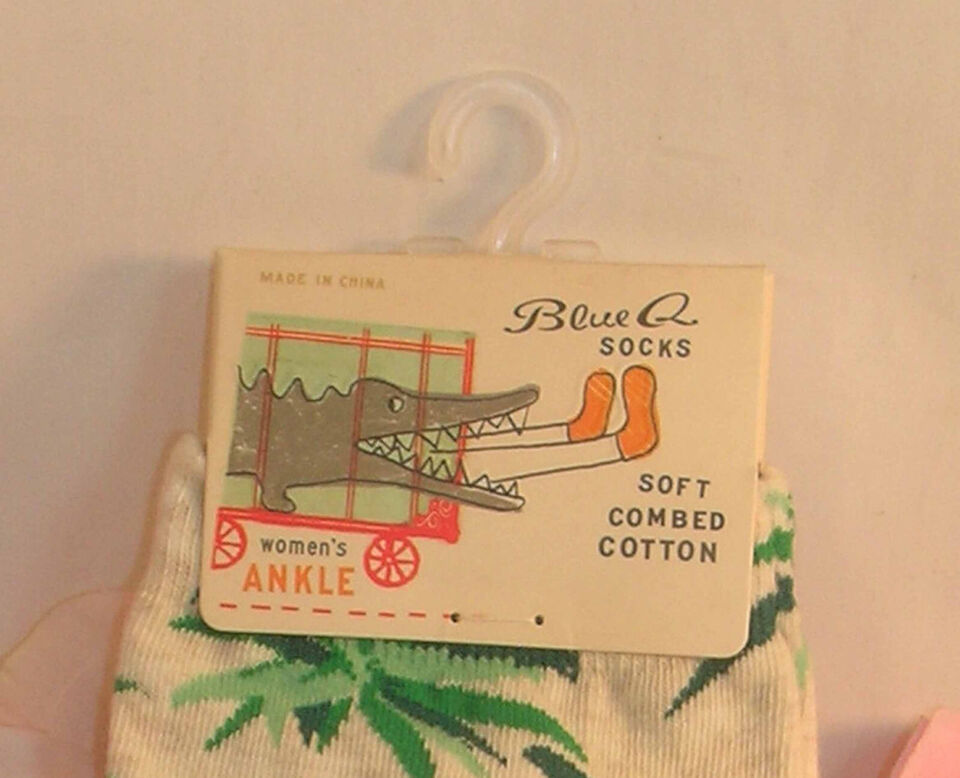 MADE IN CHINA
Blue Q
SOCKS
SOFT
COMBED
COTTON
women's
ANKLE